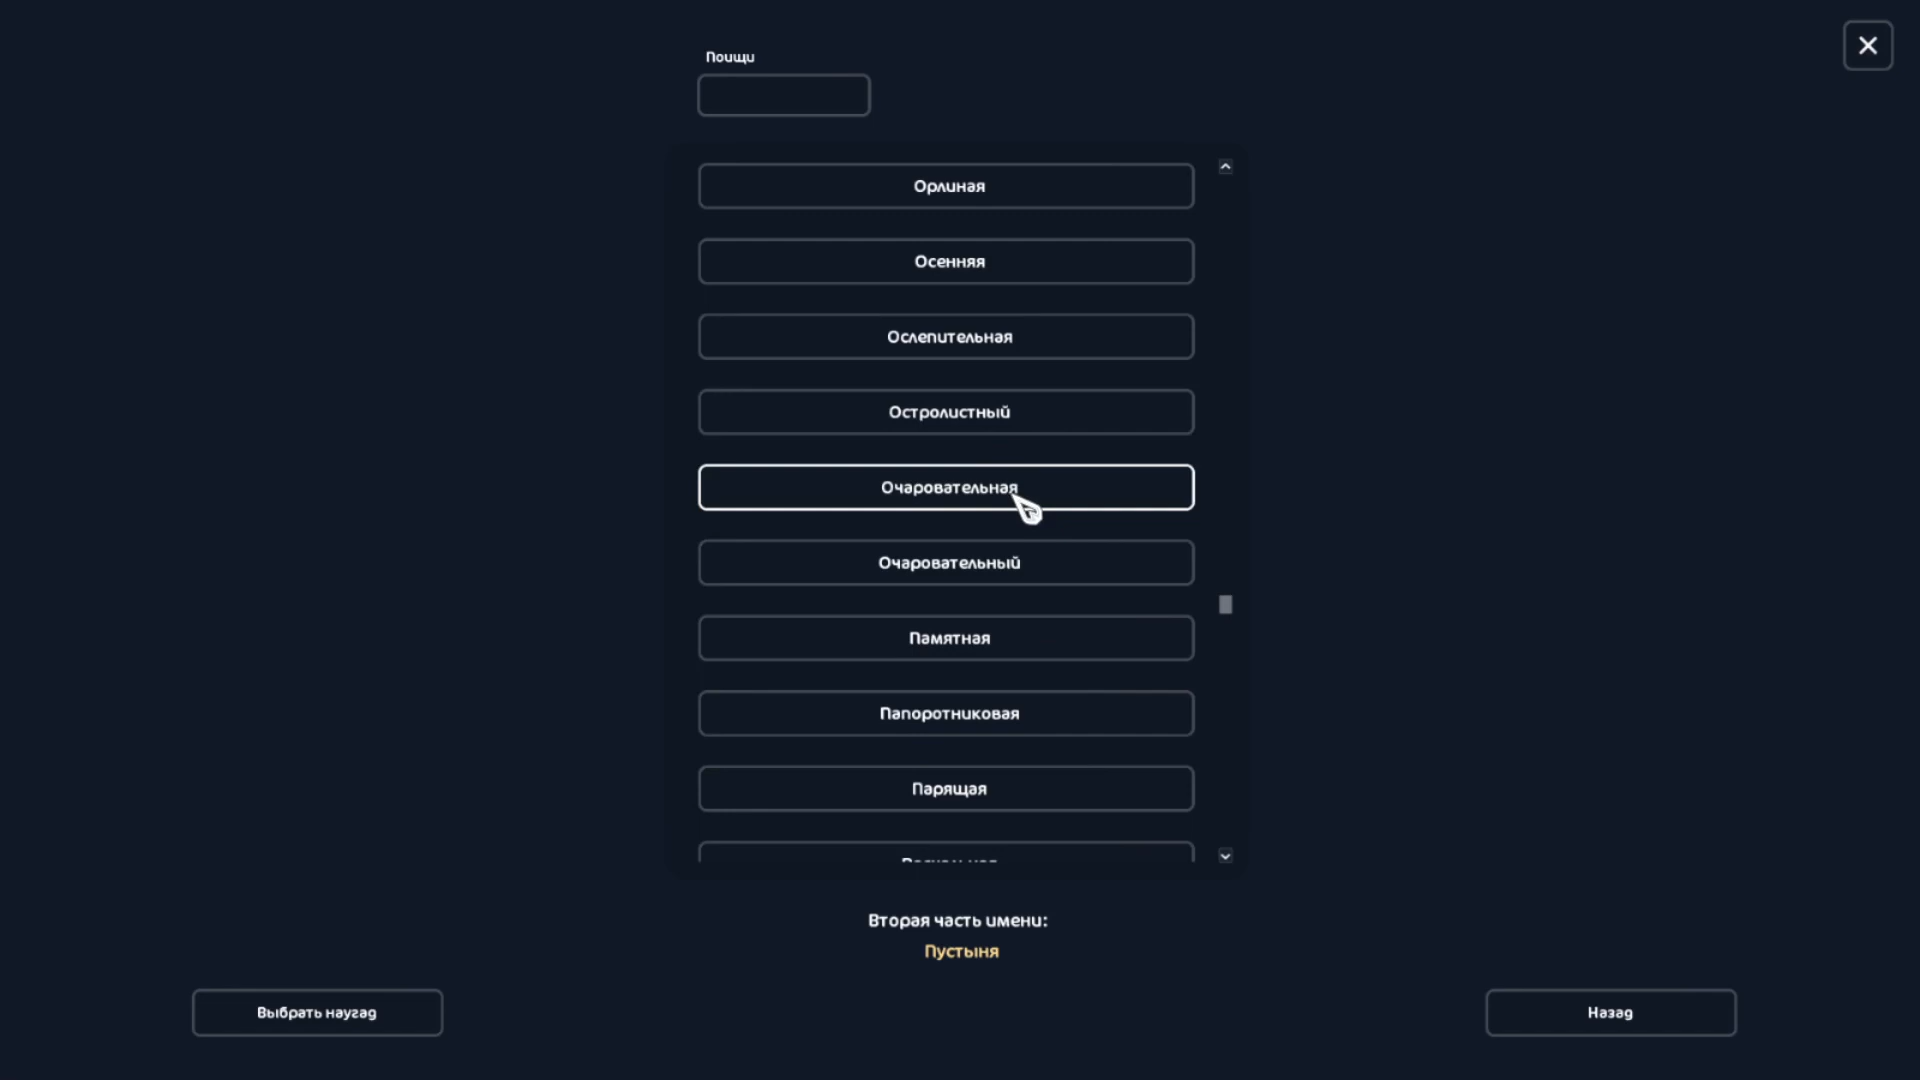 Поищи
Орлиная
Осенняя
Ослепительная
Остролистный
Очаровательная
Очаровательный
Памятная
Папоротниковая
Парящая
Вторая часть имени:
Пустыня
Выбрать наугад
Назад